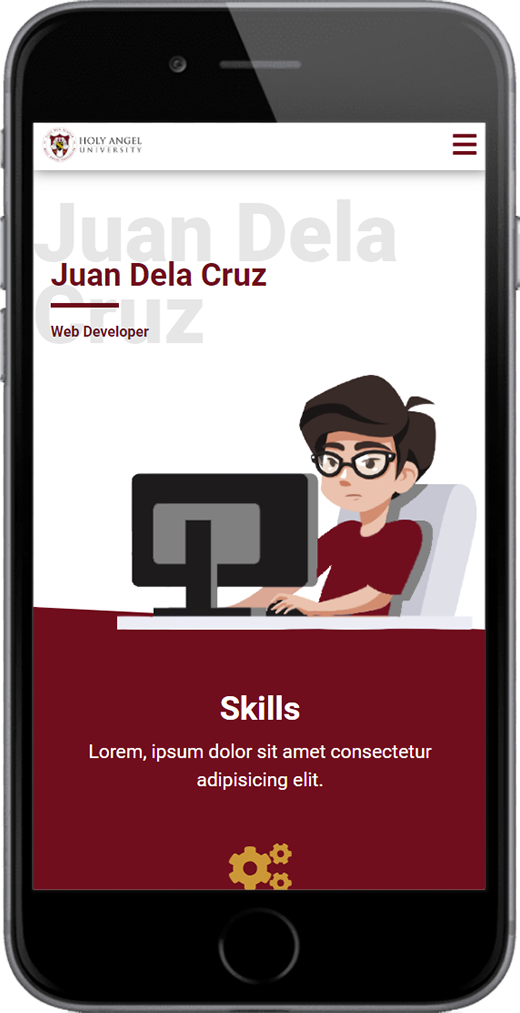 HOLY ANGEL
UNIVERSITY
Juan Dela
Cruz
Juan Dela Cruz
Web Developer
Skills
Lorem, ipsum dolor sit amet consectetur
adipisicing elit.